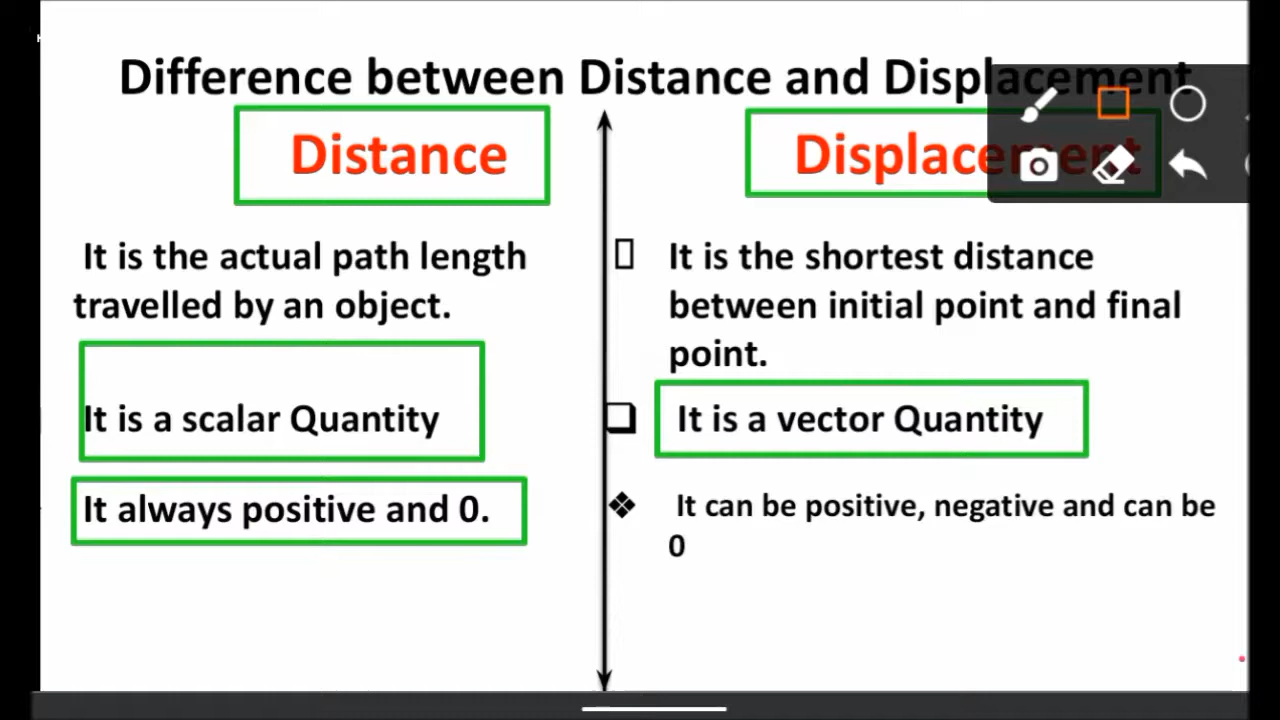 Difference between Distance and Displacement
Distance
Displacement
It is the actual path length
travelled by an object.
It is a scalar Quantity
It always positive and 0.
It is the shortest distance
between initial point and final
point.
It is a vector Quantity
It can be positive, negative and can be
0